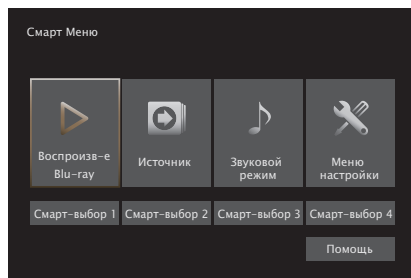 Смарт Меню
Воспроизв-е
Blu-ray
Источник
Звуковой
режим
Меню
настройки
Смарт-выбор 1
Смарт-выбор 2
Смарт-выбор 3
Смарт-выбор 4
Помощь